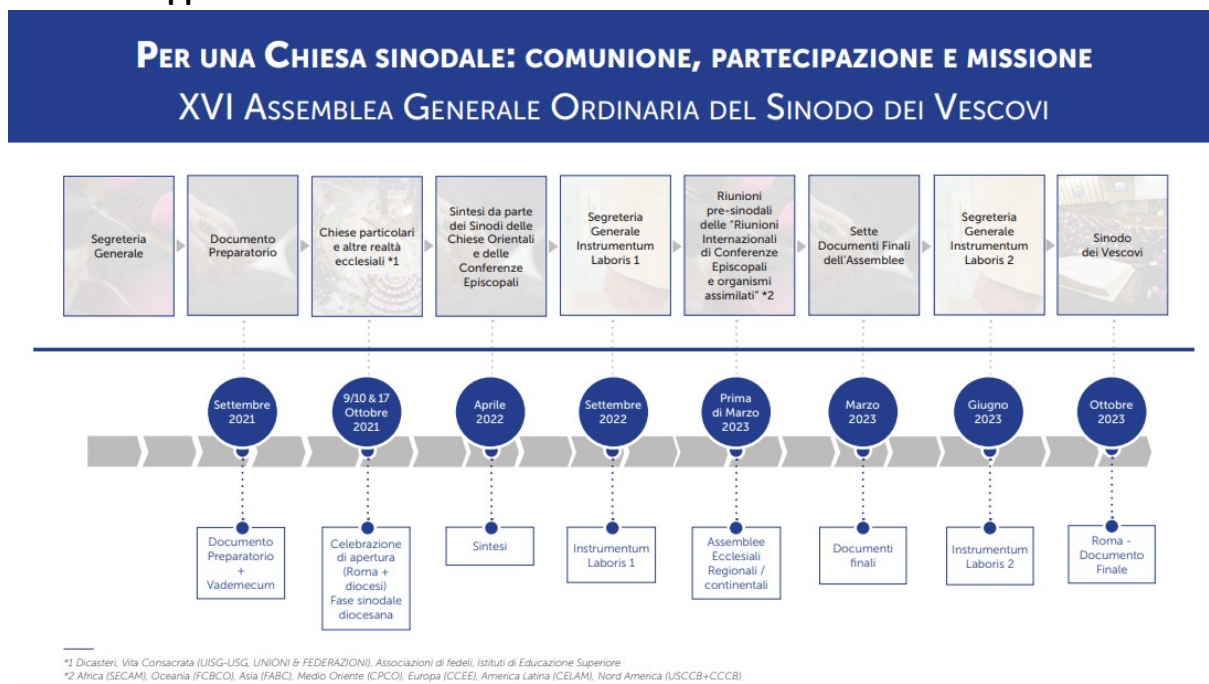 PER UNA CHIESA SINODALE: COMUNIONE, PARTECIPAZIONE E MISSIONE
XVI ASSEMBLEA GENERALE ORDINARIA DEL SINODO DEI VESCOVI
Segreteria
Generale
Documento
Preparatorio
Chiese particolari
e altre realtà
ecclesiali *1
Sintesi da parte
dei Sinodi delle
Chiese Orientali
e delle
Conferenze
Episcopali
Segreteria
Generale
Instrumentum
Laboris 1
Riunioni
pre-sinodali
delle "Riunioni
Internazionali
di Conferenze
Episcopali
e organismi
assimilati" *2
Sette
Documenti Finali
dell'Assemblee
Segreteria
Generale
Instrumentum
Laboris 2
Sinodo
dei Vescovi
Settembre
2021
9/10 & 17
Ottobre
2021
Aprile
2022
Settembre
2022
Prima
di Marzo
2023
Marzo
2023
Giugno
2023
Ottobre
2023
Documento
Preparatorio
+
Vademecum
Celebrazione
di apertura
(Roma +
diocesi)
Fase sinodale
diocesana
Sintesi
Instrumentum
Laboris 1
Assemblee
Ecclesiali
Regionali /
continentali
Documenti
finali
Instrumentum
Laboris 2
Roma -
Documento
Finale
*1 Dicasteri, Vita Consacrata (UISG-USG, UNIONI & FEDERAZIONI), Associazioni di fedeli, Istituti di Educazione Superiore
*2 Africa (SECAM), Oceania (FCBCO), Asia (FABC), Medio Oriente (CPCO), Europa (CCEE), America Latina (CELAM), Nord America (USCCB+CCCB)